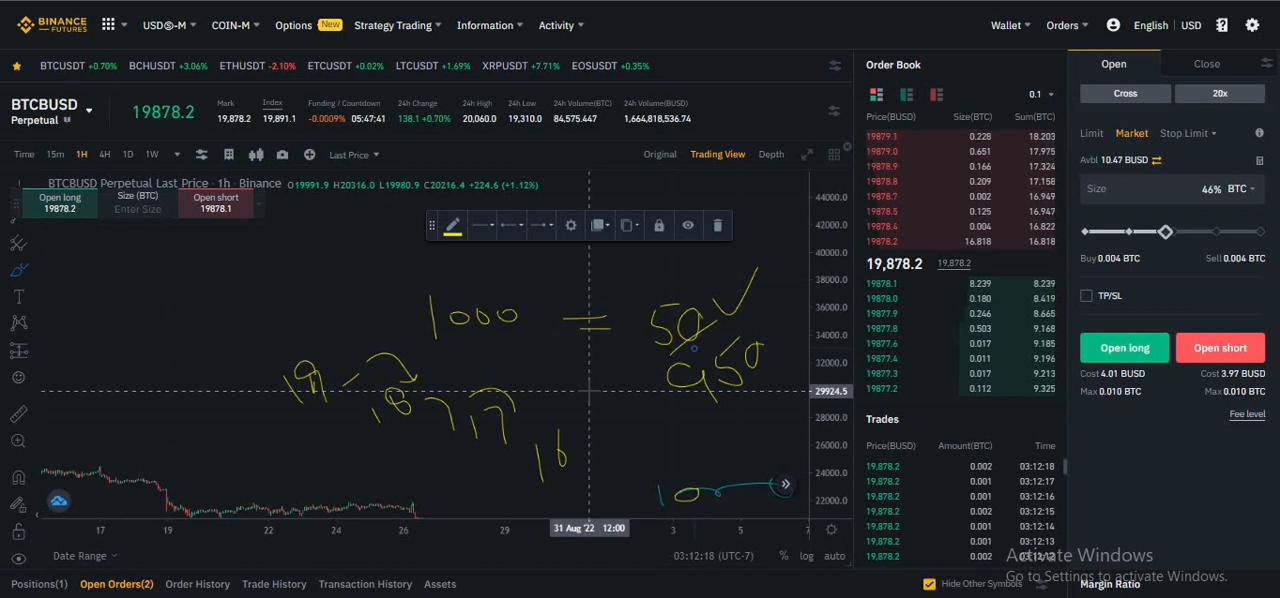 BINANCE FUTURES USDⓈ-M COIN-M Options New Strategy Trading Information Activity Wallet Orders English USD
BTCUSDT +0.70% BCHUSDT +3.06% ETHUSDT -2.10% ETCUSDT +0.02% LTCUSDT +1.69% XRPUSDT +7.71% EOSUSDT +0.35%
BTCBUSD
Perpetual
19878.2
Mark Index Funding / Countdown 24h Change 24h High 24h Low 24h Volume(BTC) 24h Volume(BUSD)
19,878.2 19,891.1 -0.0009% 05:47:41 138.1 +0.70% 20,060.0 19,310.0 84,575.447 1,664,818,536.74
Time 15m 1H 4H 1D 1W Last Price Original Trading View Depth
BTCBUSD Perpetual Last Price · 1h · Binance O19991.9 H20316.0 L19980.9 C20216.4 +224.6 (+1.12%)
Open long
19878.2
Size (BTC)
Enter Size
Open short
19878.1
1000 = 50
0,50
19 - 18 17 16
10
44000.0
42000.0
40000.0
38000.0
36000.0
34000.0
32000.0
29924.5
28000.0
26000.0
24000.0
22000.0
17 19 22 24 26 29 31 Aug '22 12:00 3 5 7
Date Range 03:12:18 (UTC-7) % log auto
Positions(1) Open Orders(2) Order History Trade History Transaction History Assets Hide Other Symbols
Order Book
0.1
Price(BUSD) Size(BTC) Sum(BTC)
19879.1 0.228 18.203
19879.0 0.651 17.975
19878.9 0.166 17.324
19878.8 0.209 17.158
19878.7 0.002 16.949
19878.5 0.125 16.947
19878.4 0.004 16.822
19878.2 16.818 16.818
19,878.2 19,878.2
19878.1 8.239 8.239
19878.0 0.180 8.419
19877.9 0.246 8.665
19877.8 0.503 9.168
19877.6 0.017 9.185
19877.4 0.011 9.196
19877.3 0.017 9.213
19877.2 0.112 9.325
Trades
Price(BUSD) Amount(BTC) Time
19,878.2 0.002 03:12:18
19,878.2 0.001 03:12:17
19,878.2 0.001 03:12:16
19,878.2 0.002 03:12:15
19,878.2 0.001 03:12:14
19,878.2 0.001 03:12:13
19,878.2 0.002 03:12:12
Open Close
Cross 20x
Limit Market Stop Limit
Avbl 10.47 BUSD
Size 46% BTC
Buy 0.004 BTC Sell 0.004 BTC
TP/SL
Open long Open short
Cost 4.01 BUSD Cost 3.97 BUSD
Max 0.010 BTC Max 0.010 BTC
Fee level
Activate Windows
Go to Settings to activate Windows.
Margin Ratio